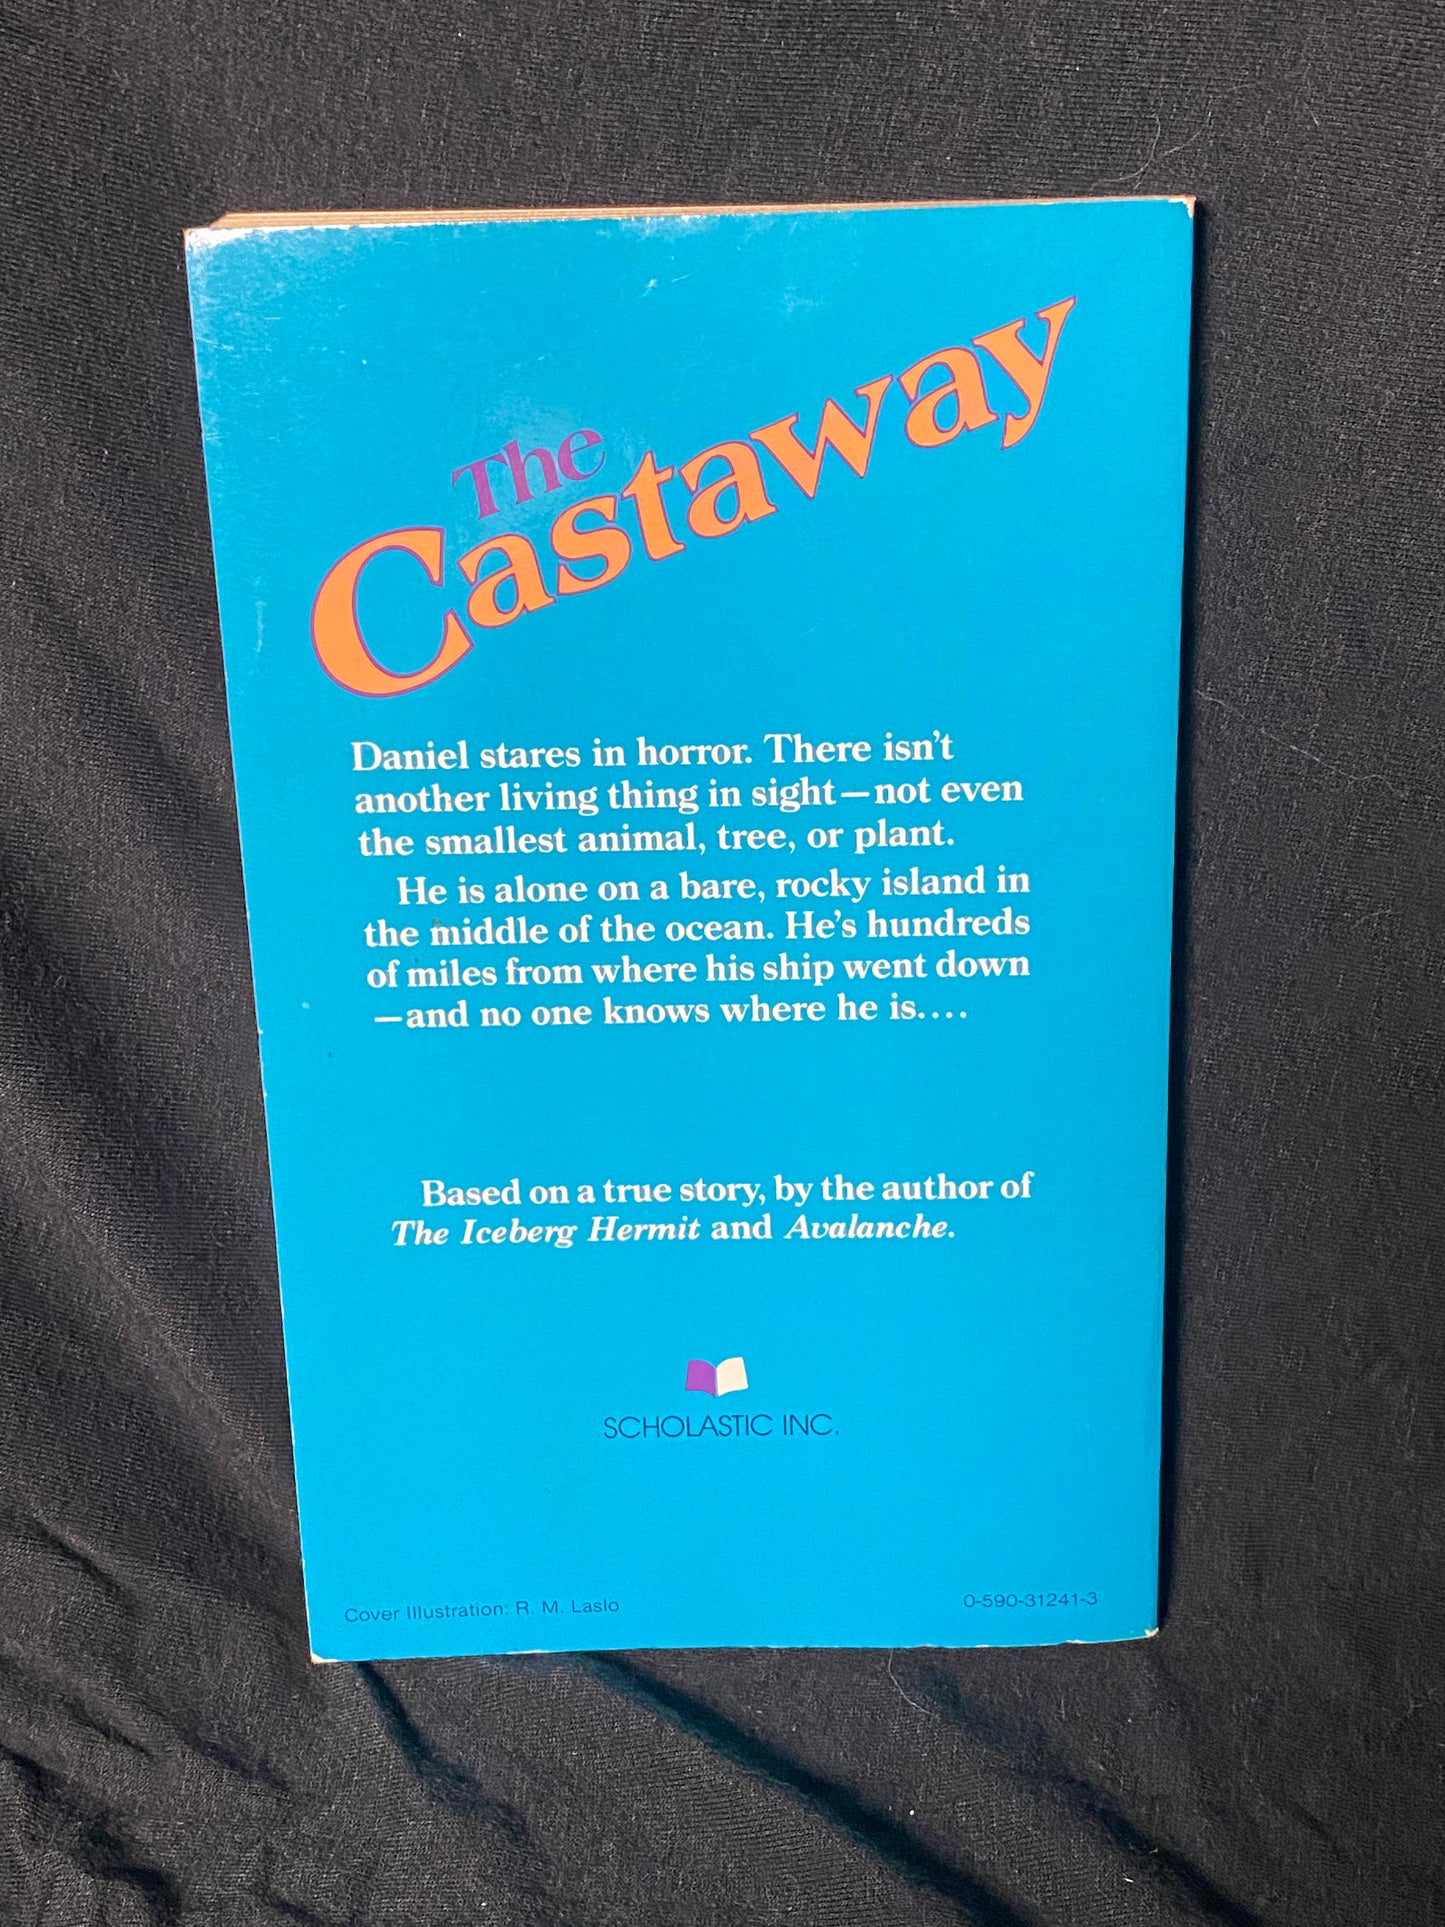 The
Castaway
Daniel stares in horror. There isn't
another living thing in sight—not even
the smallest animal, tree, or plant.
He is alone on a bare, rocky island in
the middle of the ocean. He's hundreds
of miles from where his ship went down
—and no one knows where he is....
Based on a true story, by the author of
The Iceberg Hermit and Avalanche.
SCHOLASTIC INC.
Cover Illustration: R. M. Laslo
0-590-31241-3